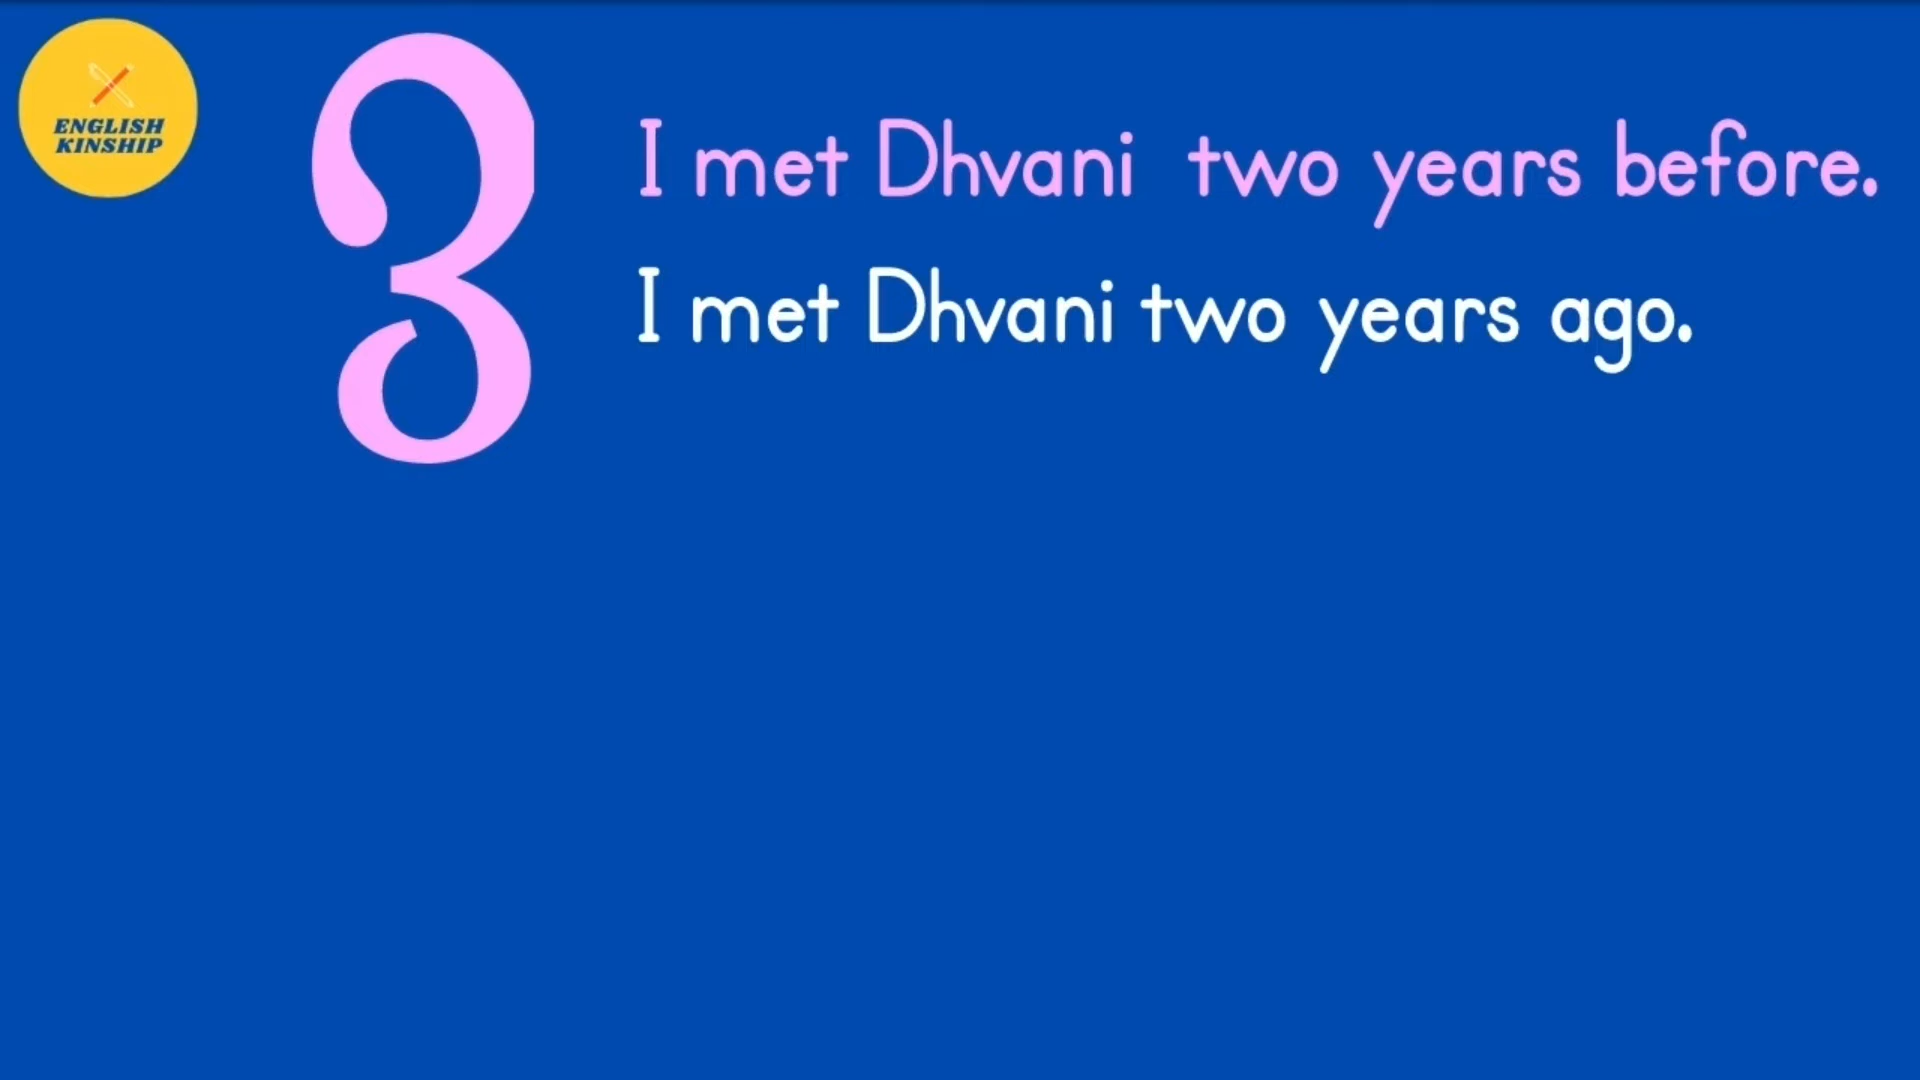 ENGLISH
KINSHIP
3
I met Dhvani two years before.
I met Dhvani two years ago.